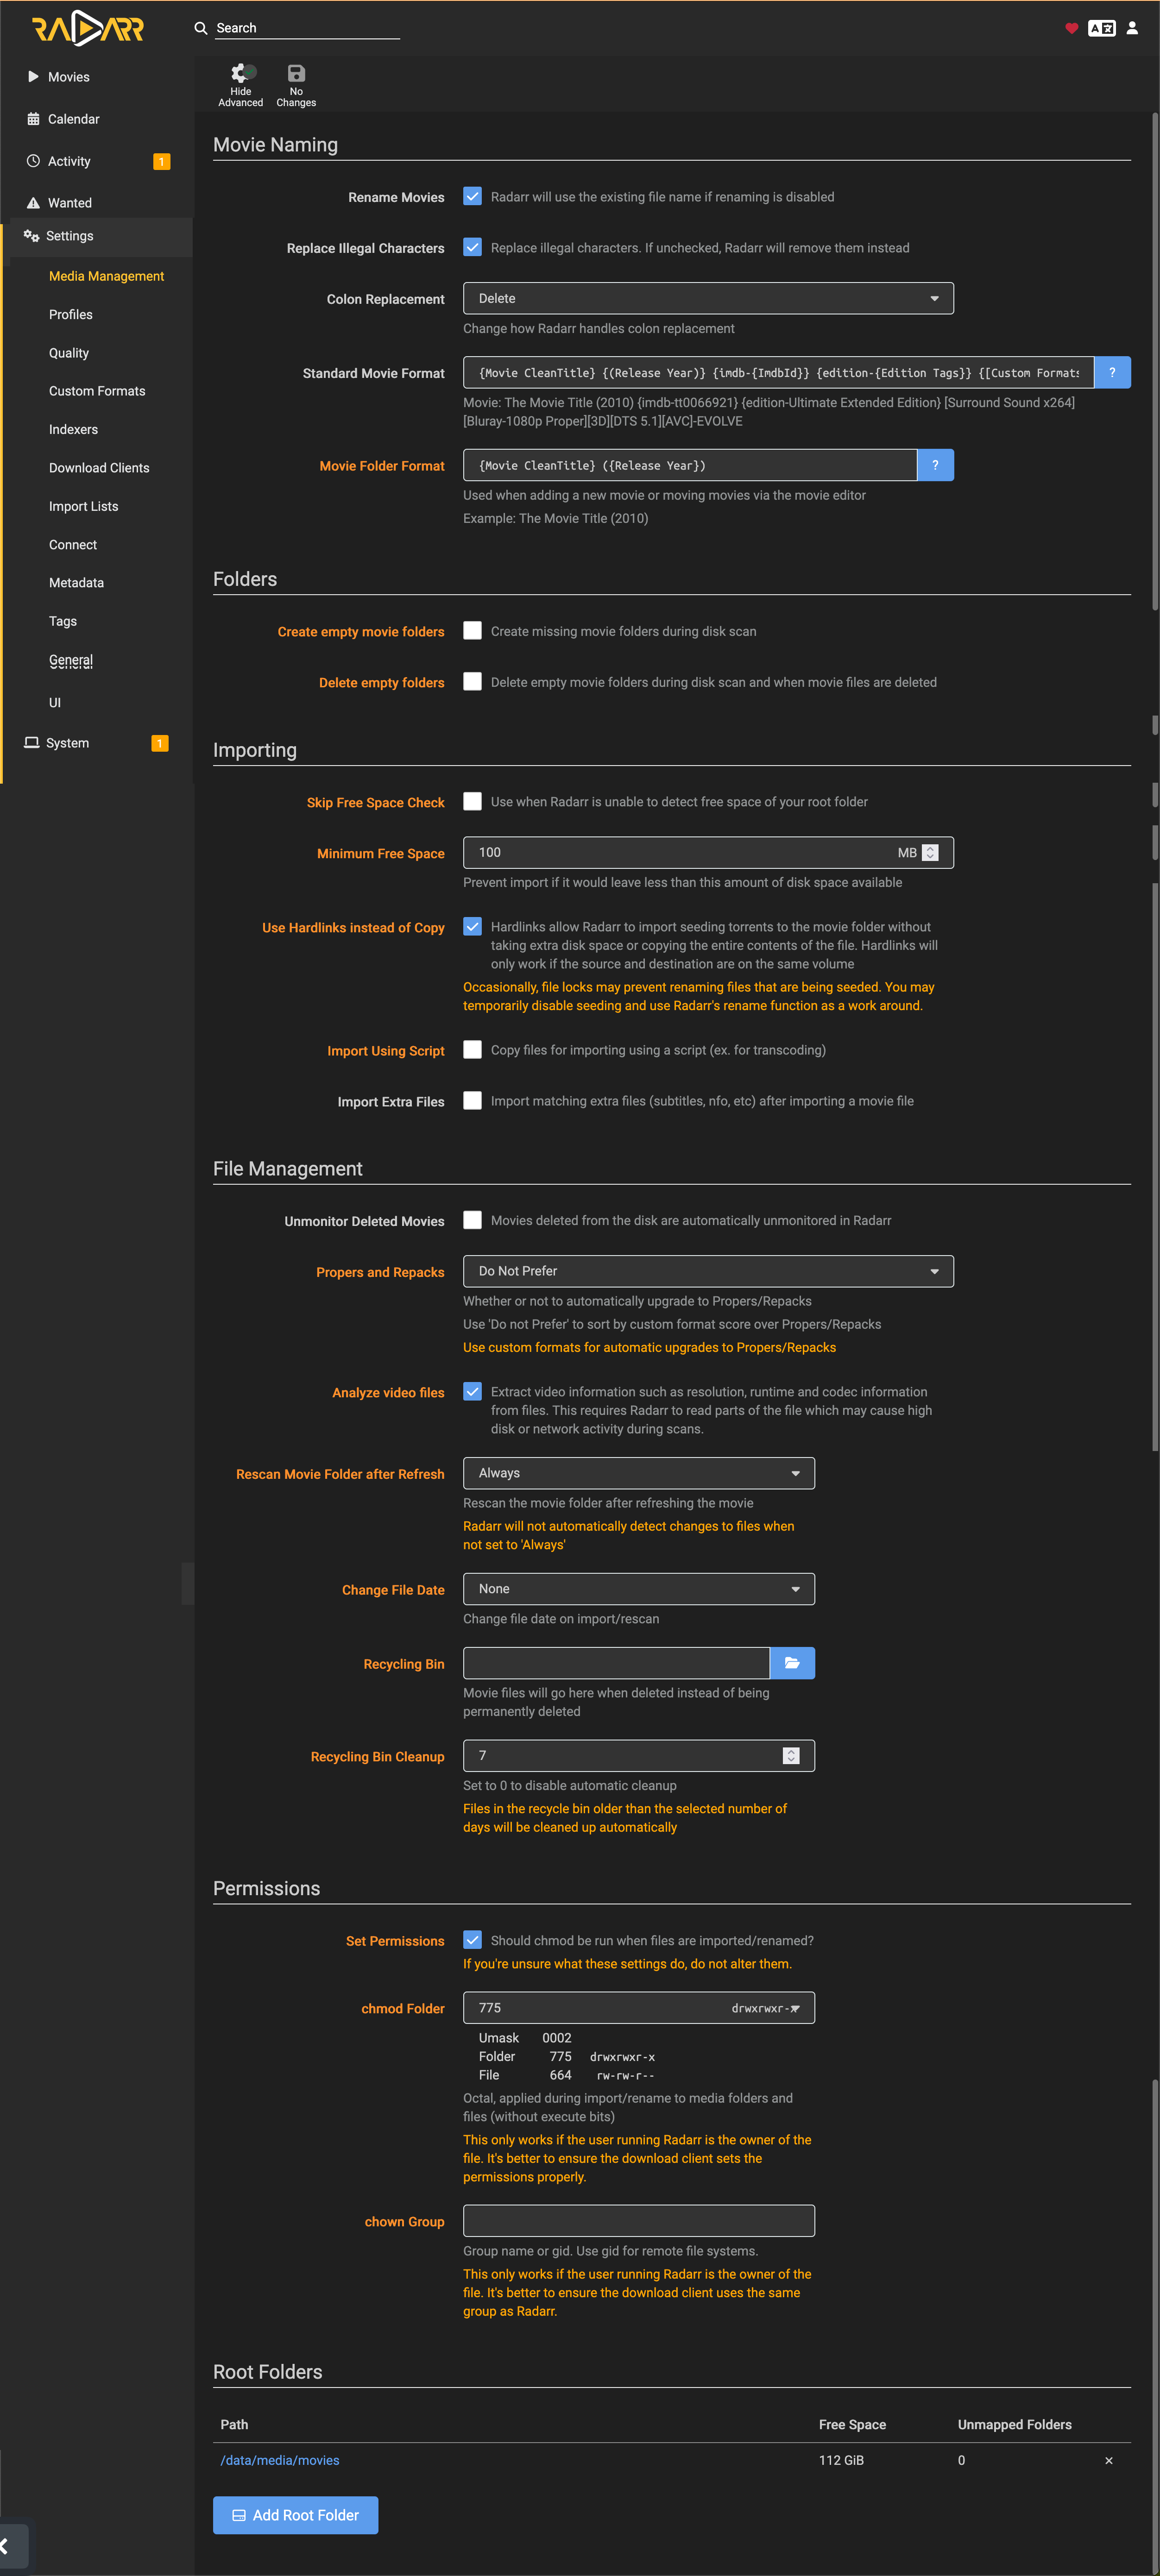 RADARR
Search
Movies
Calendar
Activity 1
Wanted
Settings
Media Management
Profiles
Quality
Custom Formats
Indexers
Download Clients
Import Lists
Connect
Metadata
Tags
General
UI
System 1
Hide Advanced
No Changes
Movie Naming
Rename Movies Radarr will use the existing file name if renaming is disabled
Replace Illegal Characters Replace illegal characters. If unchecked, Radarr will remove them instead
Colon Replacement Delete
Change how Radarr handles colon replacement
Standard Movie Format {Movie CleanTitle} {(Release Year)} {imdb-{ImdbId}} {edition-{Edition Tags}} {[Custom Formats ?
Movie: The Movie Title (2010) {imdb-tt0066921} {edition-Ultimate Extended Edition} [Surround Sound x264]
[Bluray-1080p Proper][3D][DTS 5.1][AVC]-EVOLVE
Movie Folder Format {Movie CleanTitle} ({Release Year}) ?
Used when adding a new movie or moving movies via the movie editor
Example: The Movie Title (2010)
Folders
Create empty movie folders Create missing movie folders during disk scan
Delete empty folders Delete empty movie folders during disk scan and when movie files are deleted
Importing
Skip Free Space Check Use when Radarr is unable to detect free space of your root folder
Minimum Free Space 100 MB
Prevent import if it would leave less than this amount of disk space available
Use Hardlinks instead of Copy Hardlinks allow Radarr to import seeding torrents to the movie folder without
taking extra disk space or copying the entire contents of the file. Hardlinks will
only work if the source and destination are on the same volume
Occasionally, file locks may prevent renaming files that are being seeded. You may
temporarily disable seeding and use Radarr's rename function as a work around.
Import Using Script Copy files for importing using a script (ex. for transcoding)
Import Extra Files Import matching extra files (subtitles, nfo, etc) after importing a movie file
File Management
Unmonitor Deleted Movies Movies deleted from the disk are automatically unmonitored in Radarr
Propers and Repacks Do Not Prefer
Whether or not to automatically upgrade to Propers/Repacks
Use 'Do not Prefer' to sort by custom format score over Propers/Repacks
Use custom formats for automatic upgrades to Propers/Repacks
Analyze video files Extract video information such as resolution, runtime and codec information
from files. This requires Radarr to read parts of the file which may cause high
disk or network activity during scans.
Rescan Movie Folder after Refresh Always
Rescan the movie folder after refreshing the movie
Radarr will not automatically detect changes to files when
not set to 'Always'
Change File Date None
Change file date on import/rescan
Recycling Bin
Movie files will go here when deleted instead of being
permanently deleted
Recycling Bin Cleanup 7
Set to 0 to disable automatic cleanup
Files in the recycle bin older than the selected number of
days will be cleaned up automatically
Permissions
Set Permissions Should chmod be run when files are imported/renamed?
If you're unsure what these settings do, do not alter them.
chmod Folder 775 drwxrwxr-x
Umask 0002
Folder 775 drwxrwxr-x
File 664 rw-rw-r--
Octal, applied during import/rename to media folders and
files (without execute bits)
This only works if the user running Radarr is the owner of the
file. It's better to ensure the download client sets the
permissions properly.
chown Group
Group name or gid. Use gid for remote file systems.
This only works if the user running Radarr is the owner of the
file. It's better to ensure the download client uses the same
group as Radarr.
Root Folders
Path Free Space Unmapped Folders
/data/media/movies 112 GiB 0
Add Root Folder